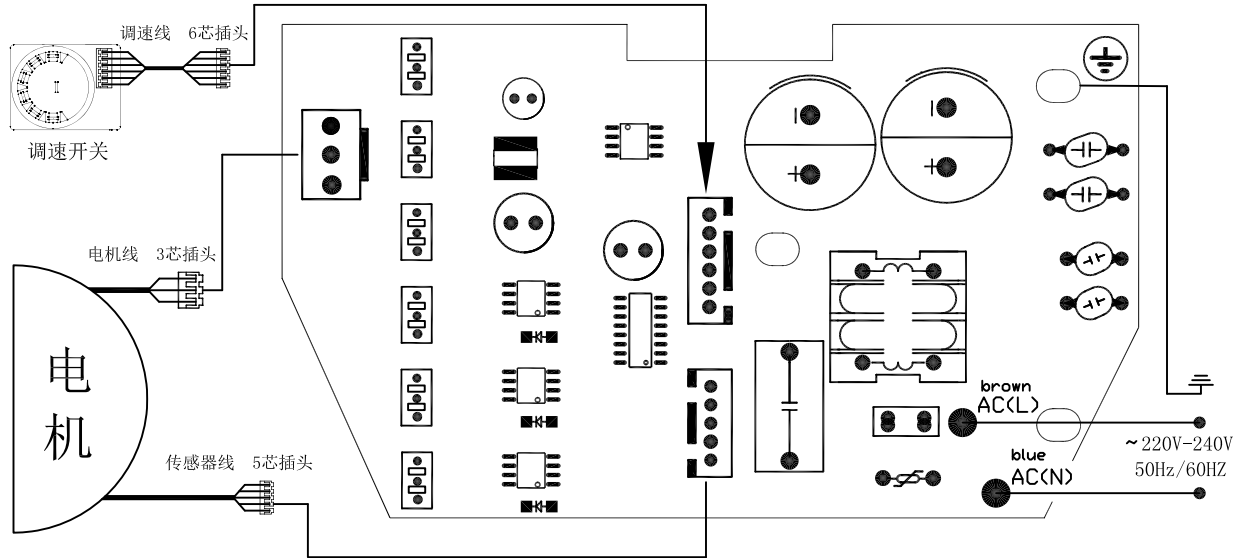 调速线 6芯插头
调速开关
电机线 3芯插头
电
机
传感器线 5芯插头
brown
AC(L)
~220V-240V
50Hz/60HZ
blue
AC(N)